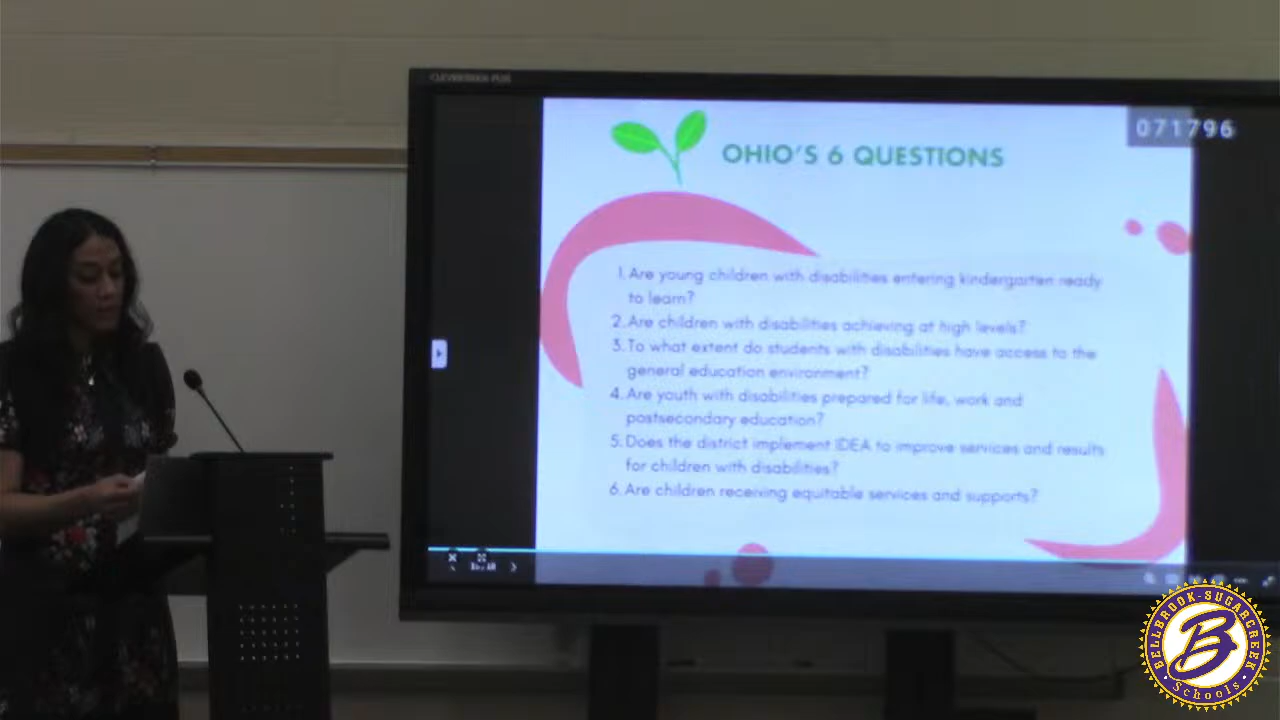 CLEVERTOUCH PLUS
071796
OHIO'S 6 QUESTIONS
1. Are young children with disabilities entering kindergarten ready
to learn?
2. Are children with disabilities achieving at high levels?
3. To what extent do students with disabilities have access to the
general education environment?
4. Are youth with disabilities prepared for life, work and
postsecondary education?
5. Does the district implement IDEA to improve services and results
for children with disabilities?
6. Are children receiving equitable services and supports?
BELLBROOK-SUGARCREEK
B
Schools